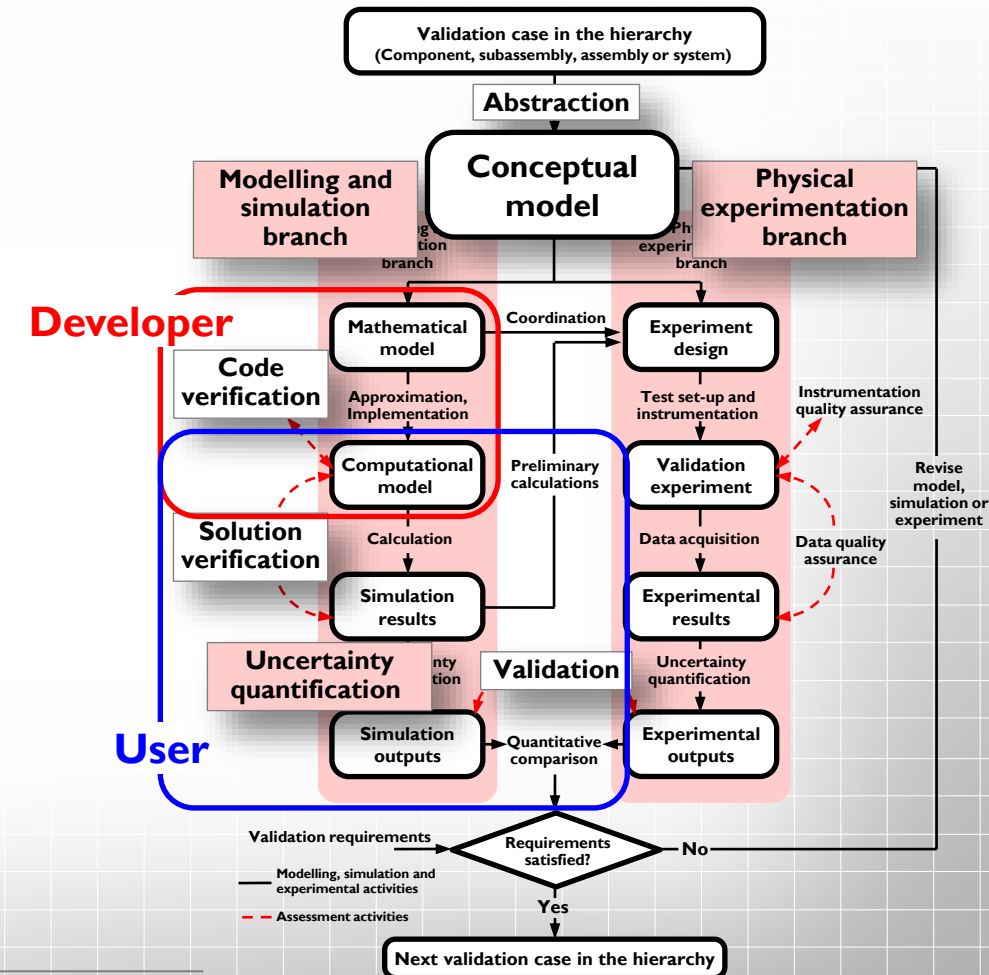 Validation case in the hierarchy
(Component, subassembly, assembly or system)
Abstraction
Conceptual
model
Modelling and
simulation
branch
Physical
experimentation
branch
branch
branch
Developer
Mathematical
model
Coordination
Experiment
design
Code
verification
Approximation,
Implementation
Test set-up and
instrumentation
Instrumentation
quality assurance
Computational
model
Preliminary
calculations
Validation
experiment
Revise
model,
simulation or
experiment
Solution
verification
Calculation
Data acquisition
Data quality
assurance
Simulation
results
Experimental
results
Uncertainty
quantification
Validation
Uncertainty
quantification
User
Simulation
outputs
Quantitative
comparison
Experimental
outputs
Validation requirements
Requirements
satisfied?
No
Modelling, simulation and
experimental activities
Assessment activities
Yes
Next validation case in the hierarchy